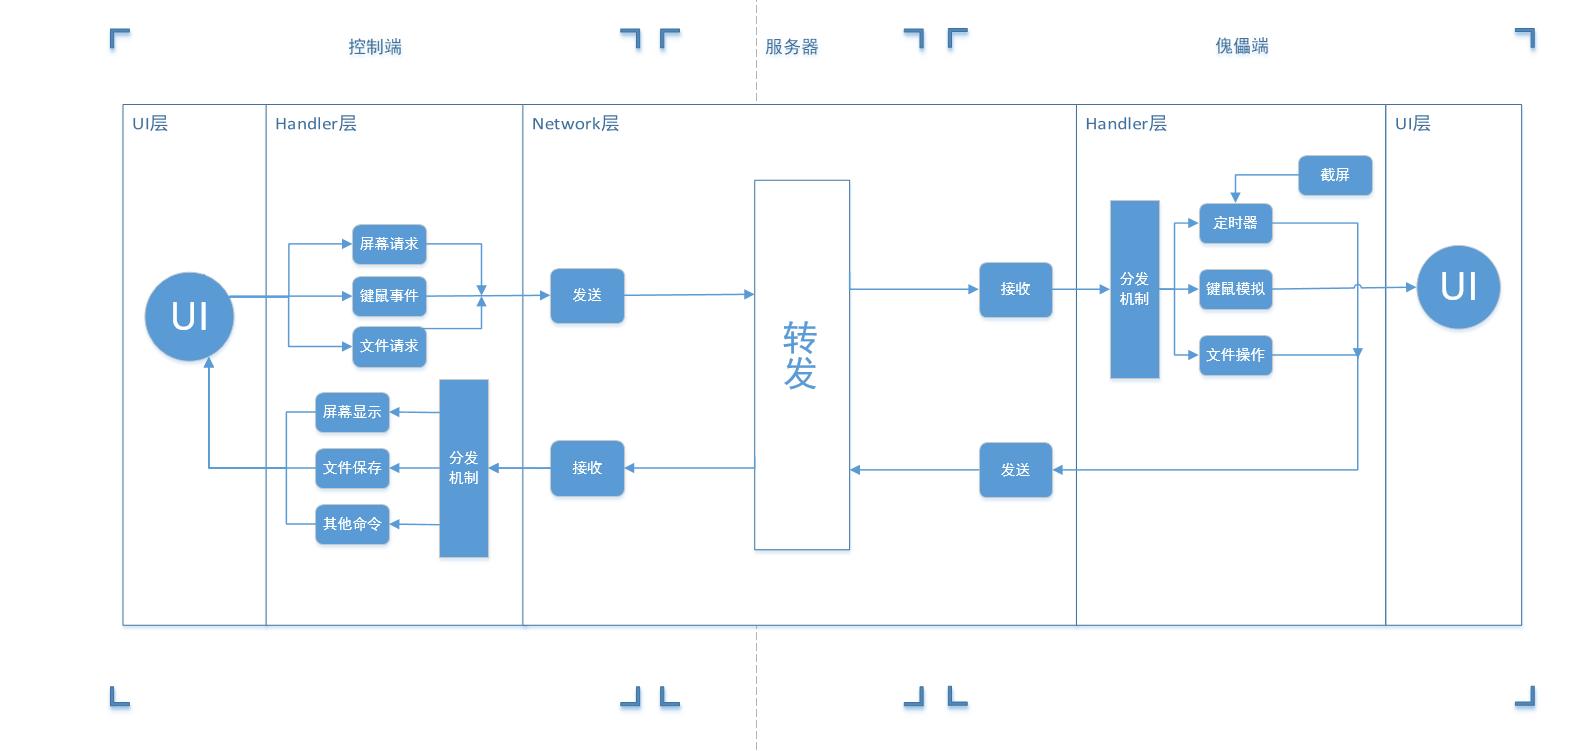 控制端
服务器
傀儡端
UI层
Handler层
Network层
Handler层
UI层
UI
屏幕请求
键鼠事件
文件请求
屏幕显示
文件保存
其他命令
分发
机制
发送
接收
转
发
接收
发送
分发
机制
截屏
定时器
键鼠模拟
文件操作
UI